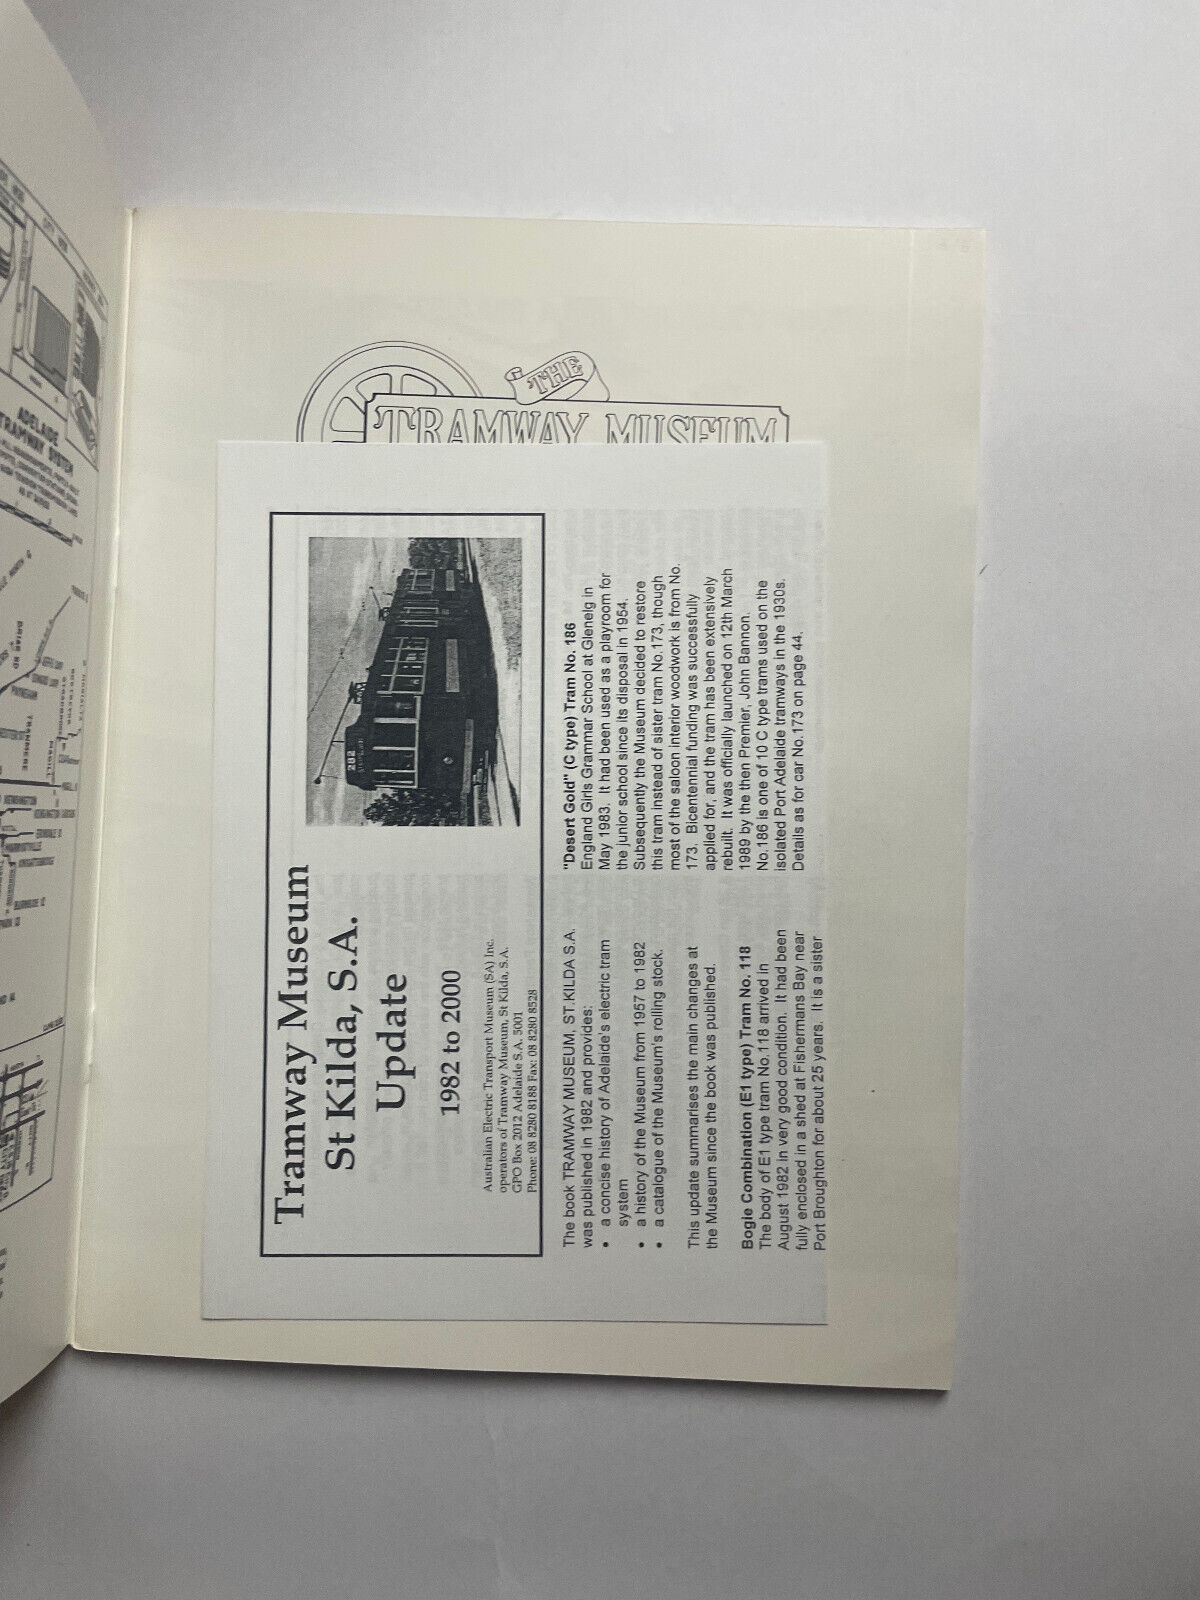 THE
TRAMWAY MUSEUM
Tramway Museum
St Kilda, S.A.
Update
1982 to 2000
Australian Electric Transport Museum (SA) Inc.
operators of Tramway Museum, St Kilda, S.A.
GPO Box 2012 Adelaide S.A. 5001
Phone: 08 8280 8188 Fax: 08 8280 8528
282
The book TRAMWAY MUSEUM, ST.KILDA S.A.
was published in 1982 and provides:
• a concise history of Adelaide's electric tram
system
• a history of the Museum from 1957 to 1982
• a catalogue of the Museum's rolling stock.
This update summarises the main changes at
the Museum since the book was published.
Bogie Combination (E1 type) Tram No. 118
The body of E1 type tram No.118 arrived in
August 1982 in very good condition. It had been
fully enclosed in a shed at Fishermans Bay near
Port Broughton for about 25 years. It is a sister
"Desert Gold" (C type) Tram No. 186
England Girls Grammar School at Glenelg in
May 1983. It had been used as a playroom for
the junior school since its disposal in 1954.
Subsequently the Museum decided to restore
this tram instead of sister tram No.173, though
most of the saloon interior woodwork is from No.
173. Bicentennial funding was successfully
applied for, and the tram has been extensively
rebuilt. It was officially launched on 12th March
1989 by the then Premier, John Bannon.
No.186 is one of 10 C type trams used on the
isolated Port Adelaide tramways in the 1930s.
Details as for car No.173 on page 44.
ADELAIDE
TRAMWAY SYSTEM
PAYNEHAM
TRANMERE
MAGILL
KENSINGTON
KENSINGTON GARDENS
ERINDALE
BURNSIDE